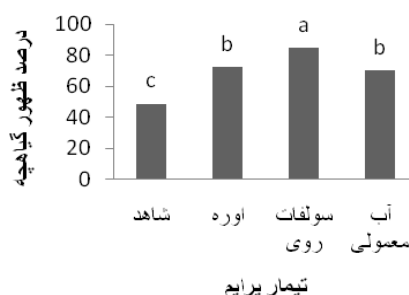 درصد ظهور گیاهچه
100
80
60
40
20
0
c
b
a
b
شاهد
اوره
سولفات
روی
آب
معمولی
تیمار پرایم